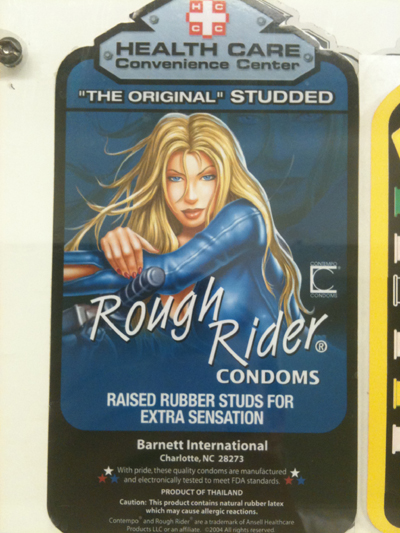 H C
C C
HEALTH CARE
Convenience Center
"THE ORIGINAL" STUDDED
CONTEMPO®
CONDOMS
Rough
Rider®
CONDOMS
RAISED RUBBER STUDS FOR
EXTRA SENSATION
Barnett International
Charlotte, NC 28273
With pride, these quality condoms are manufactured
and electronically tested to meet FDA standards.
PRODUCT OF THAILAND
Caution: This product contains natural rubber latex
which may cause allergic reactions.
Contempo® and Rough Rider® are a trademark of Ansell Healthcare
Products LLC or an affiliate. ©2004 All rights reserved.